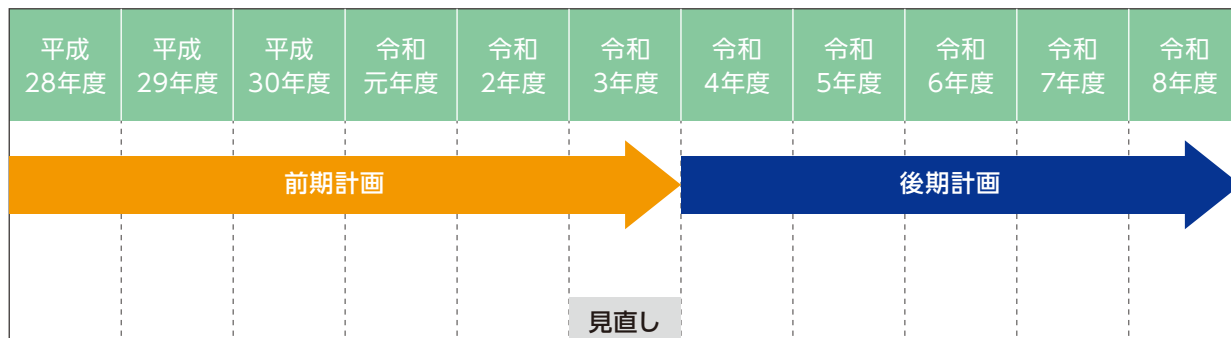 平成
28年度
平成
29年度
平成
30年度
令和
元年度
令和
2年度
令和
3年度
令和
4年度
令和
5年度
令和
6年度
令和
7年度
令和
8年度
前期計画
後期計画
見直し